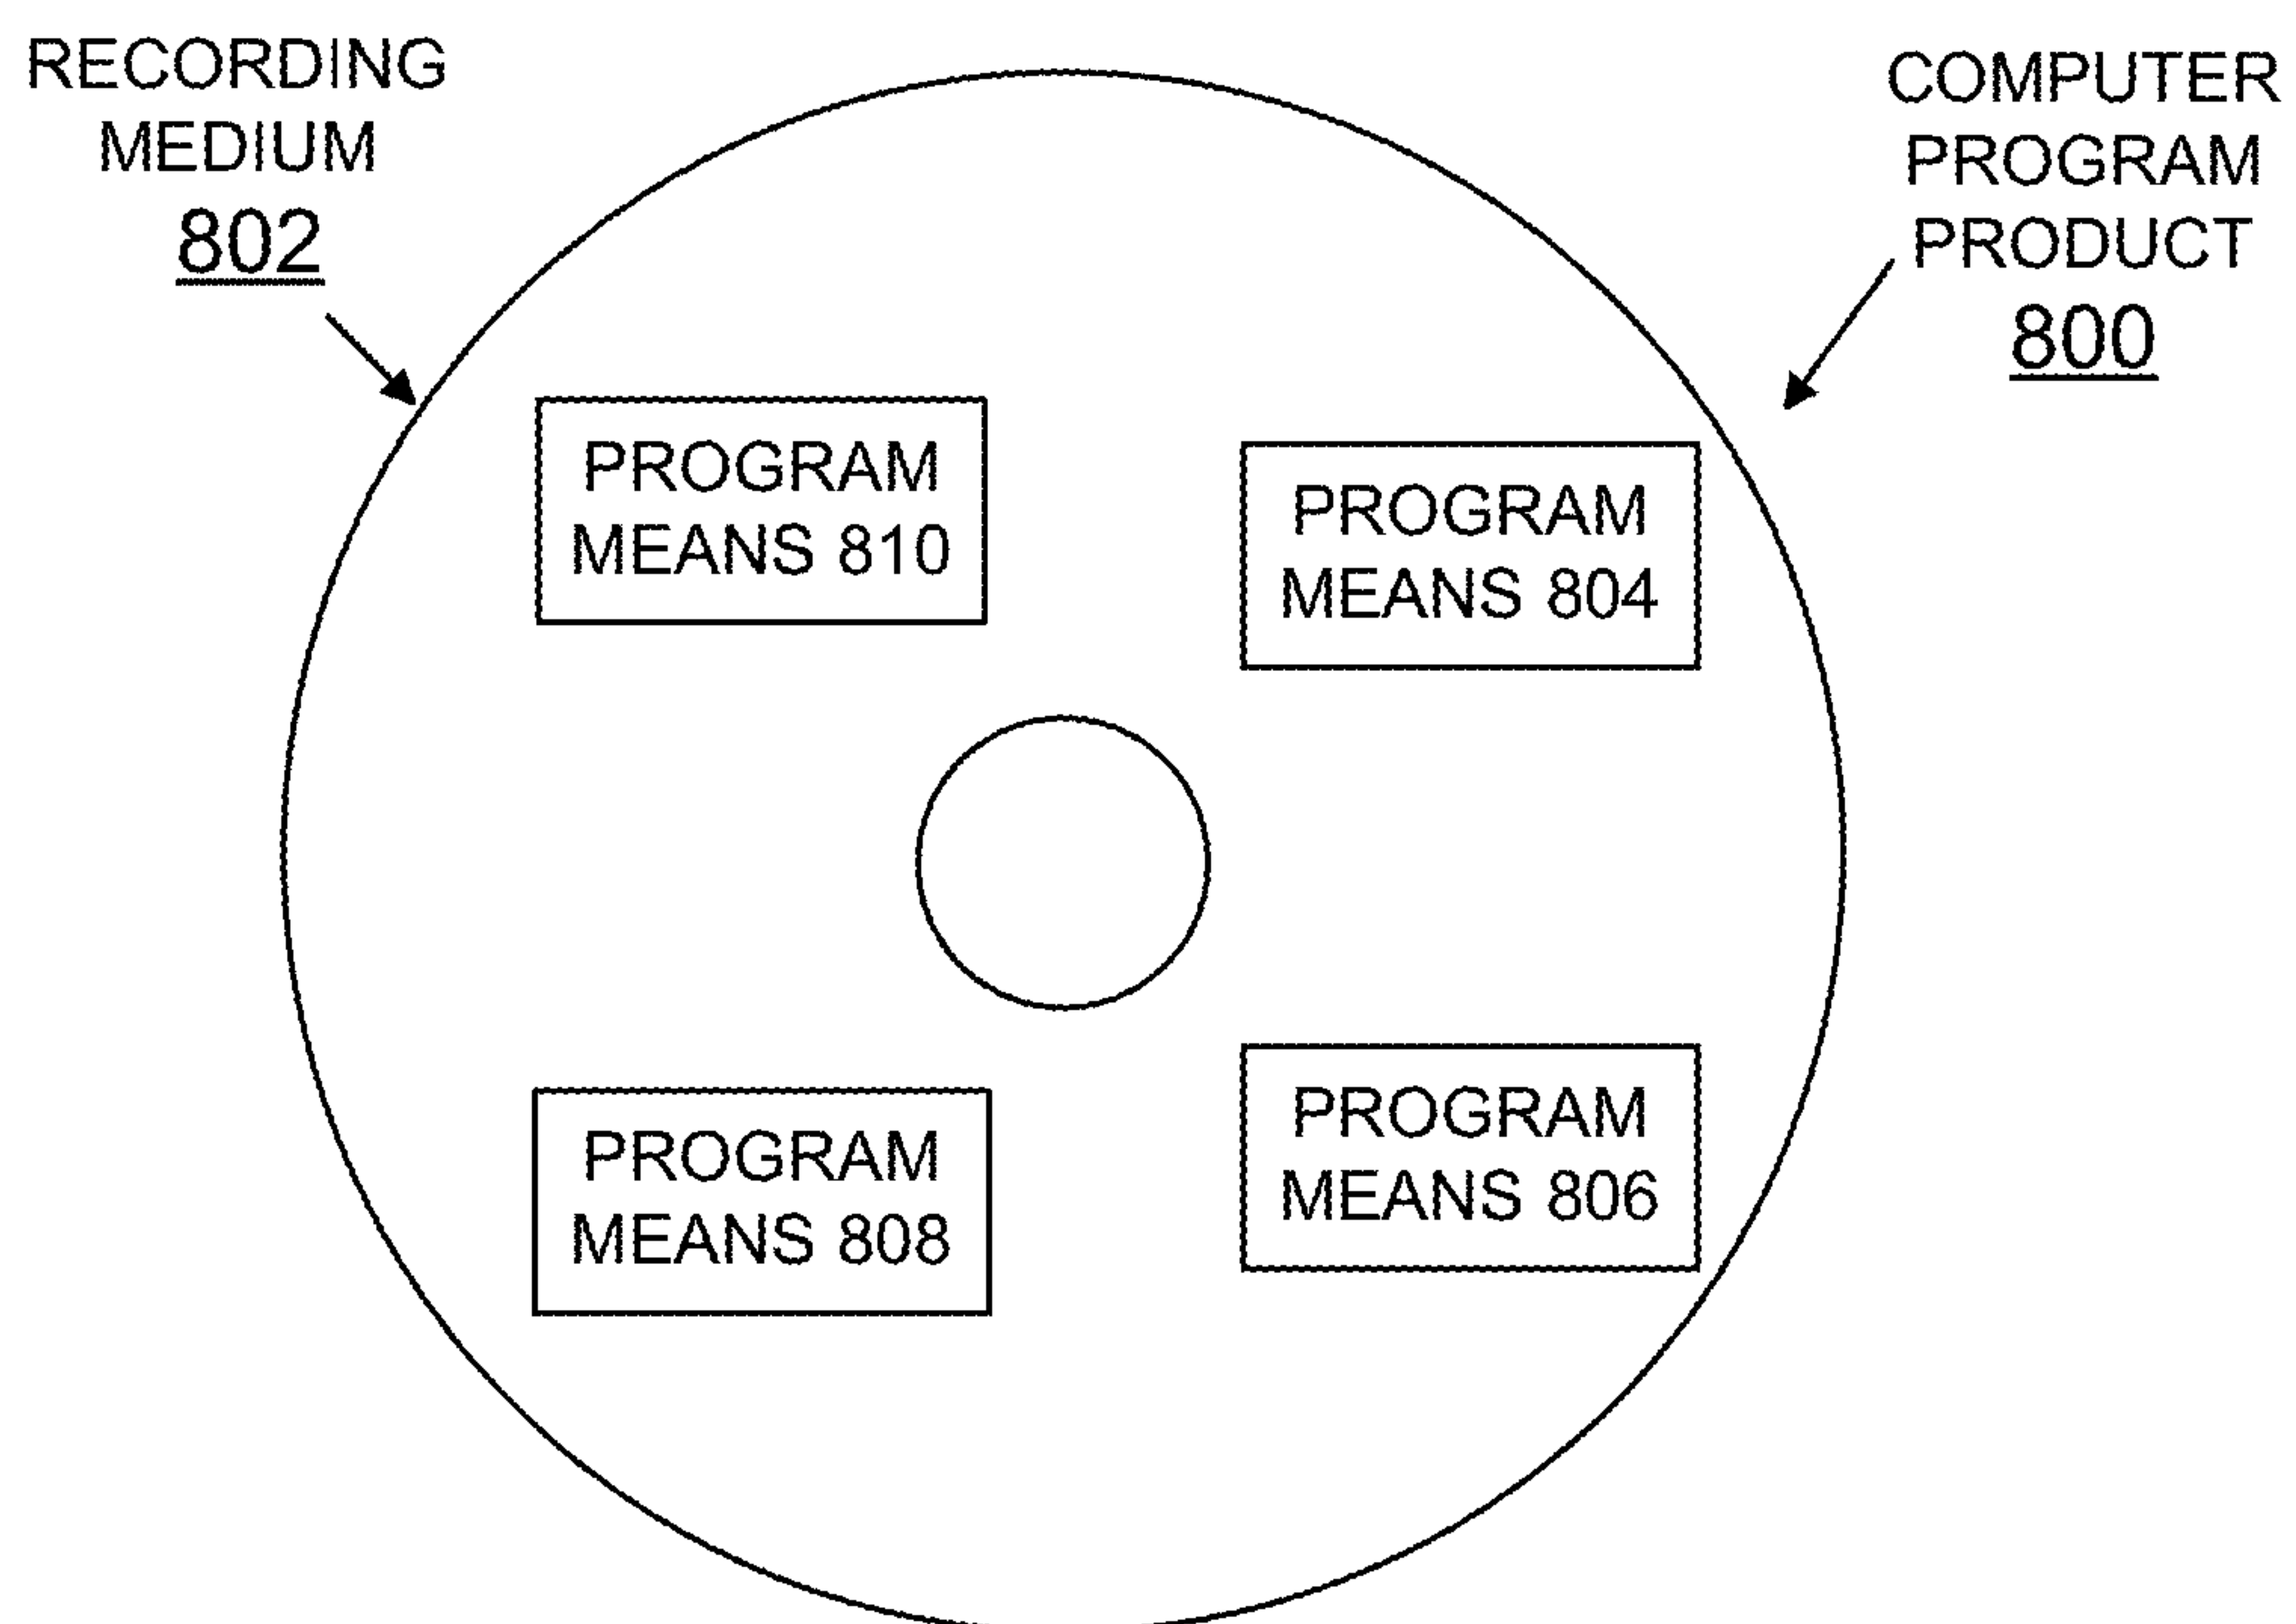 RECORDING
MEDIUM
802
COMPUTER
PROGRAM
PRODUCT
800
PROGRAM
MEANS 810
PROGRAM
MEANS 804
PROGRAM
MEANS 808
PROGRAM
MEANS 806